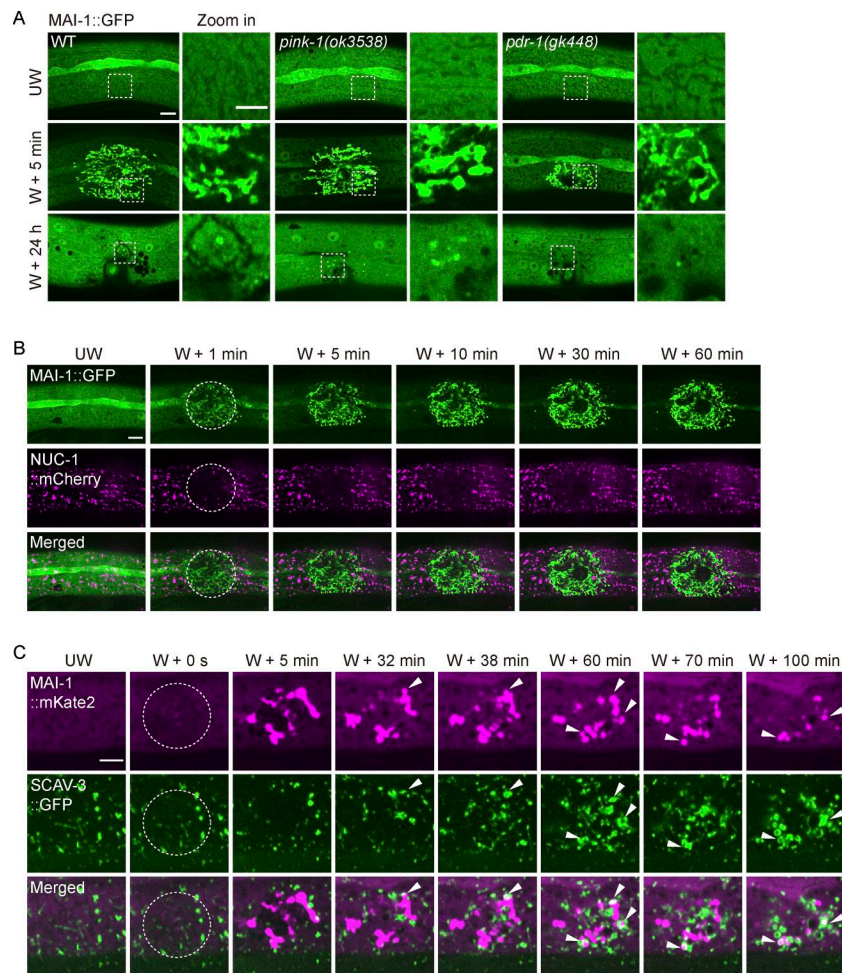 A
MAI-1::GFP Zoom in
WT pink-1(ok3538) pdr-1(gk448)
UW
W + 5 min
W + 24 h
B
UW W + 1 min W + 5 min W + 10 min W + 30 min W + 60 min
MAI-1::GFP
NUC-1
::mCherry
Merged
C
UW W + 0 s W + 5 min W + 32 min W + 38 min W + 60 min W + 70 min W + 100 min
MAI-1
::mKate2
SCAV-3
::GFP
Merged